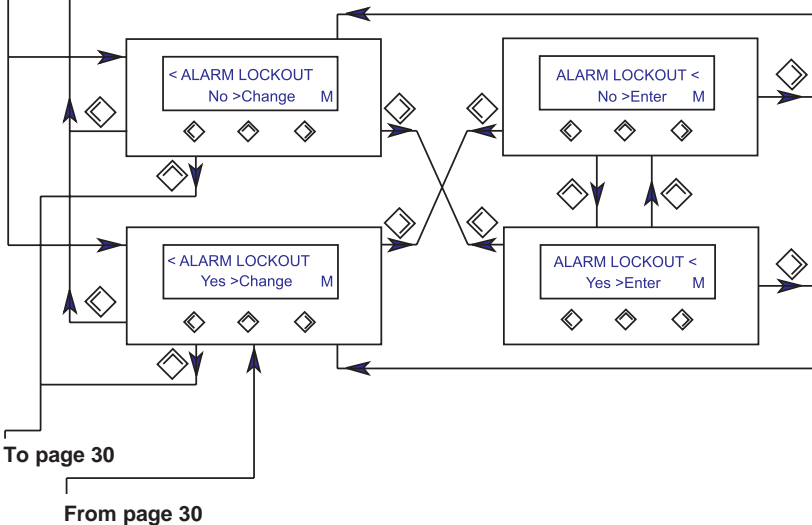 < ALARM LOCKOUT
No >Change M
ALARM LOCKOUT <
No >Enter M
< ALARM LOCKOUT
Yes >Change M
ALARM LOCKOUT <
Yes >Enter M
To page 30
From page 30